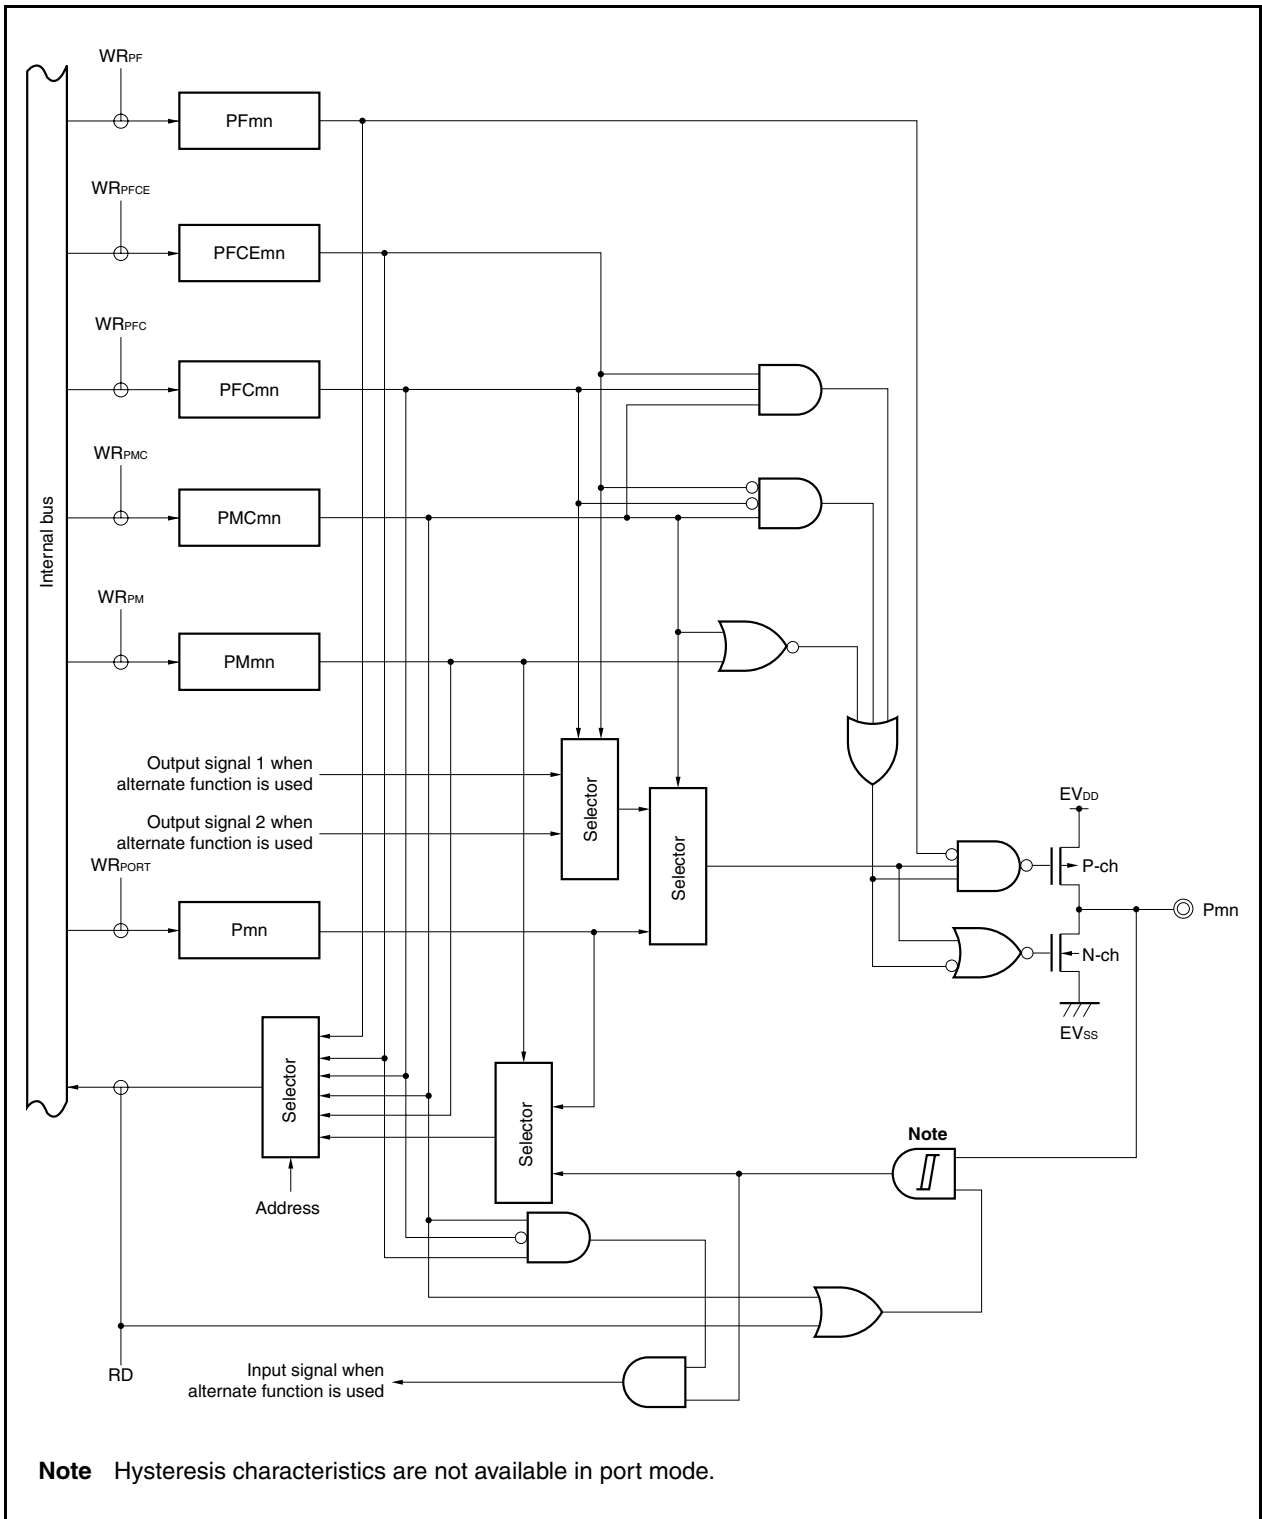 WRPF
PFmn
WRPFCE
PFCEmn
WRPFC
PFCmn
WRPMC
PMCmn
Internal bus
WRPM
PMmn
Output signal 1 when
alternate function is used
Output signal 2 when
alternate function is used
Selector
Selector
EVDD
P-ch
WRPORT
Pmn
Pmn
N-ch
EVSS
Selector
Selector
Note
Address
RD
Input signal when
alternate function is used
Note Hysteresis characteristics are not available in port mode.